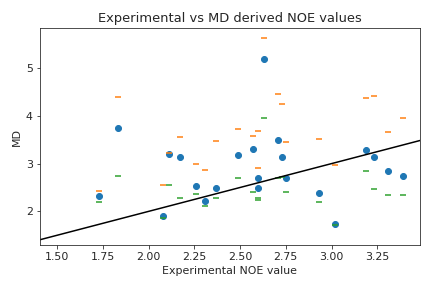 Experimental vs MD derived NOE values
5
4
3
2
MD
1.50 1.75 2.00 2.25 2.50 2.75 3.00 3.25
Experimental NOE value